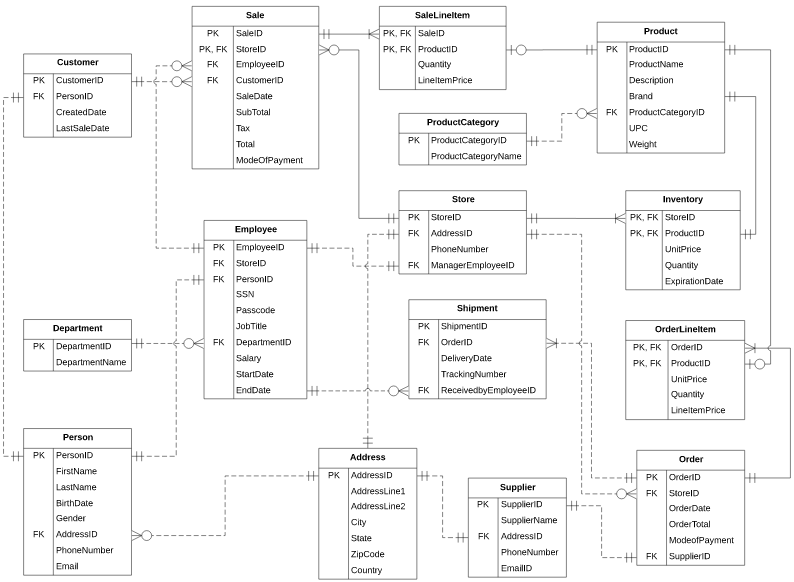 Sale
PK SaleID
PK, FK StoreID
FK EmployeeID
FK CustomerID
SaleDate
SubTotal
Tax
Total
ModeOfPayment
SaleLineItem
PK, FK SaleID
PK, FK ProductID
Quantity
LineItemPrice
Product
PK ProductID
ProductName
Description
Brand
FK ProductCategoryID
UPC
Weight
Customer
PK CustomerID
FK PersonID
CreatedDate
LastSaleDate
ProductCategory
PK ProductCategoryID
ProductCategoryName
Store
PK StoreID
FK AddressID
PhoneNumber
FK ManagerEmployeeID
Inventory
PK, FK StoreID
PK, FK ProductID
UnitPrice
Quantity
ExpirationDate
Employee
PK EmployeeID
FK StoreID
FK PersonID
SSN
Passcode
JobTitle
FK DepartmentID
Salary
StartDate
EndDate
Shipment
PK ShipmentID
FK OrderID
DeliveryDate
TrackingNumber
FK ReceivedbyEmployeeID
Department
PK DepartmentID
DepartmentName
OrderLineItem
PK, FK OrderID
PK, FK ProductID
UnitPrice
Quantity
LineItemPrice
Person
PK PersonID
FirstName
LastName
BirthDate
Gender
FK AddressID
PhoneNumber
Email
Address
PK AddressID
AddressLine1
AddressLine2
City
State
ZipCode
Country
Supplier
PK SupplierID
SupplierName
FK AddressID
PhoneNumber
EmailID
Order
PK OrderID
FK StoreID
OrderDate
OrderTotal
ModeofPayment
FK SupplierID